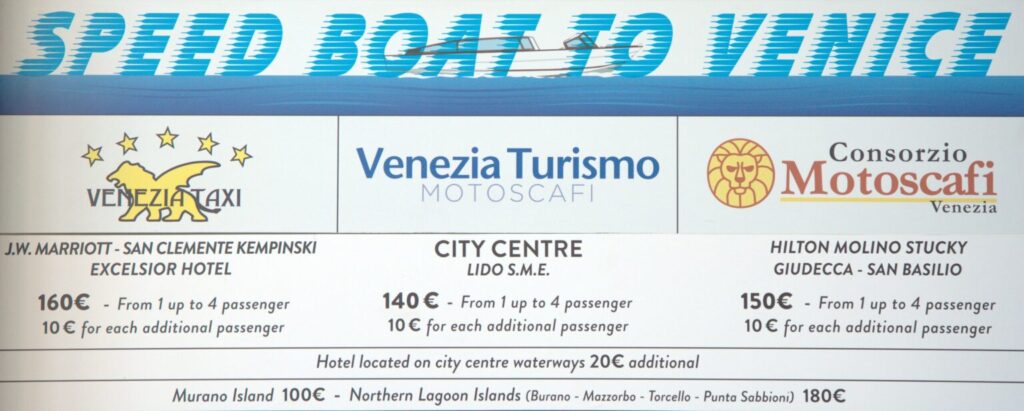 SPEED BOAT TO VENICE
VENEZIA TAXI
Venezia Turismo
MOTOSCAFI
Consorzio
Motoscafi
Venezia
J.W. MARRIOTT - SAN CLEMENTE KEMPINSKI
EXCELSIOR HOTEL
160€ - From 1 up to 4 passenger
10 € for each additional passenger
CITY CENTRE
LIDO S.M.E.
140 € - From 1 up to 4 passenger
10 € for each additional passenger
HILTON MOLINO STUCKY
GIUDECCA - SAN BASILIO
150€ - From 1 up to 4 passenger
10 € for each additional passenger
Hotel located on city centre waterways 20€ additional
Murano Island 100€ - Northern Lagoon Islands (Burano - Mazzorbo - Torcello - Punta Sabbioni) 180€